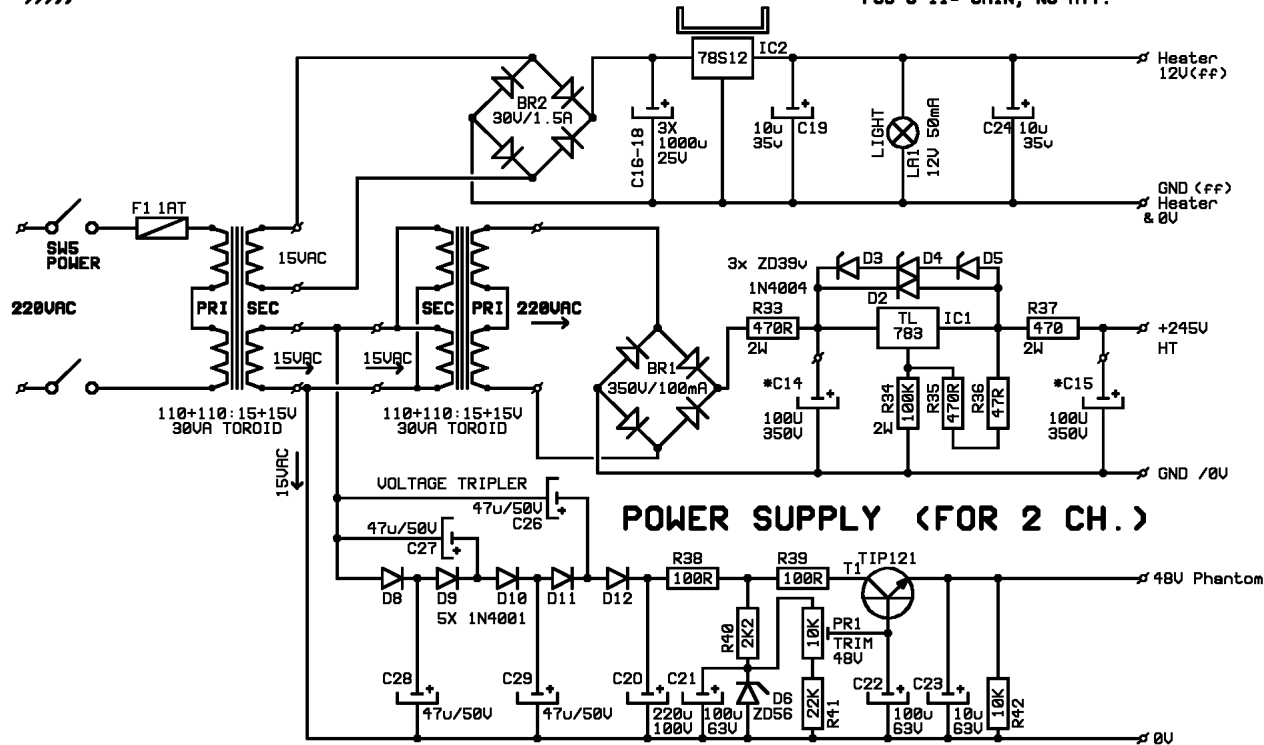 78S12
IC2
Heater
12V(ff)
BR2
30V/1.5A
C16-18
3X
1000u
25V
10u
35v
C19
LIGHT
LA1
12V 50mA
C24
10u
35v
GND (ff)
Heater
& 0V
F1 1AT
SW5
POWER
15VAC
220VAC
PRI
SEC
15VAC
15VAC
SEC
PRI
220VAC
110+110:15+15V
30VA TOROID
110+110:15+15V
30VA TOROID
15VAC
BR1
350V/100mA
3x ZD39v
1N4004
D3
D4
D5
D2
R33
470R
2W
TL
783
IC1
R37
470
2W
+245V
HT
*C14
100U
350V
R34
100K
2W
R35
470R
R36
47R
*C15
100U
350V
GND /0V
VOLTAGE TRIPLER
47u/50V
C26
47u/50V
C27
POWER SUPPLY (FOR 2 CH.)
D8
D9
D10
D11
D12
5X 1N4001
R38
100R
R39
100R
T1
TIP121
48V Phantom
R40
2K2
10K
PR1
TRIM
48V
C28
47u/50V
C29
47u/50V
C20
220u
100V
C21
100u
63V
D6
ZD56
22K
R41
C22
100u
63V
C23
10u
63V
10K
R42
0V